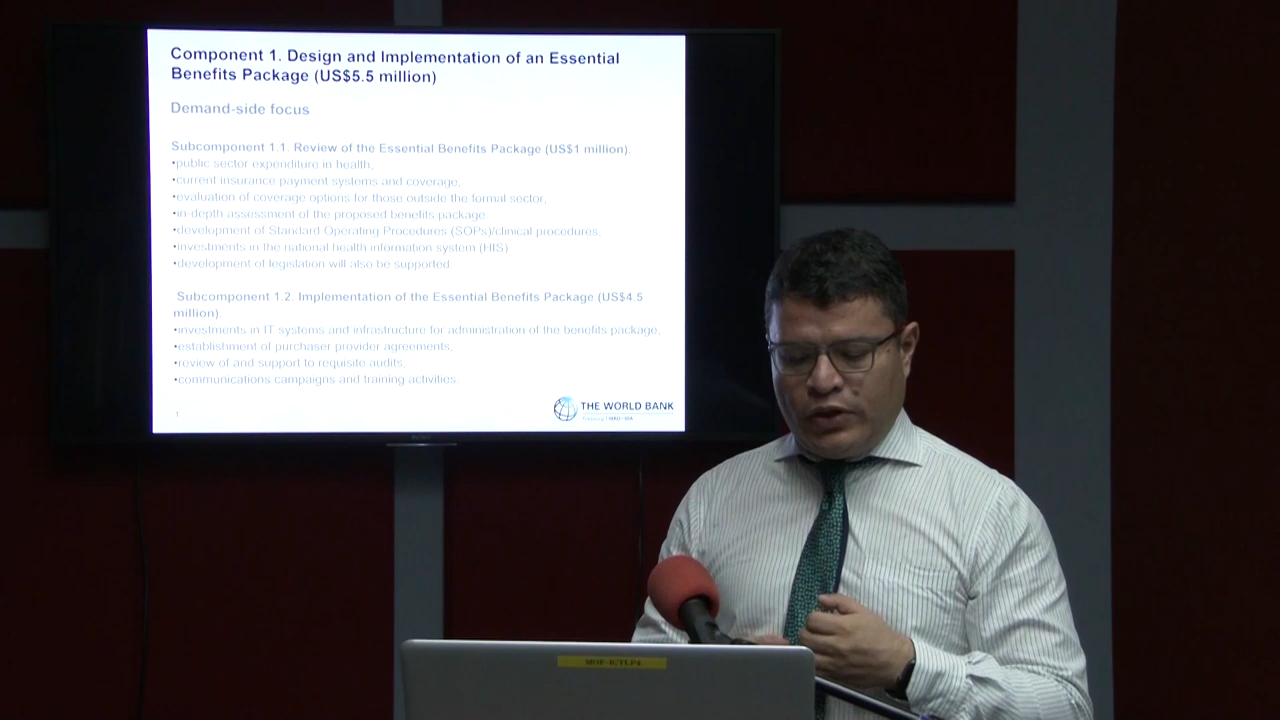 Component 1. Design and Implementation of an Essential
Benefits Package (US$5.5 million)
Demand-side focus
Subcomponent 1.1. Review of the Essential Benefits Package (US$1 million).
•public sector expenditure in health,
•current insurance payment systems and coverage,
•evaluation of coverage options for those outside the formal sector,
•in-depth assessment of the proposed benefits package
•development of Standard Operating Procedures (SOPs)/clinical procedures,
•investments in the national health information system (HIS)
•development of legislation will also be supported.
Subcomponent 1.2. Implementation of the Essential Benefits Package (US$4.5
million).
•investments in IT systems and infrastructure for administration of the benefits package,
•establishment of purchaser provider agreements,
•review of and support to requisite audits,
•communications campaigns and training activities.
1
THE WORLD BANK
IBRD • IDA
SONY